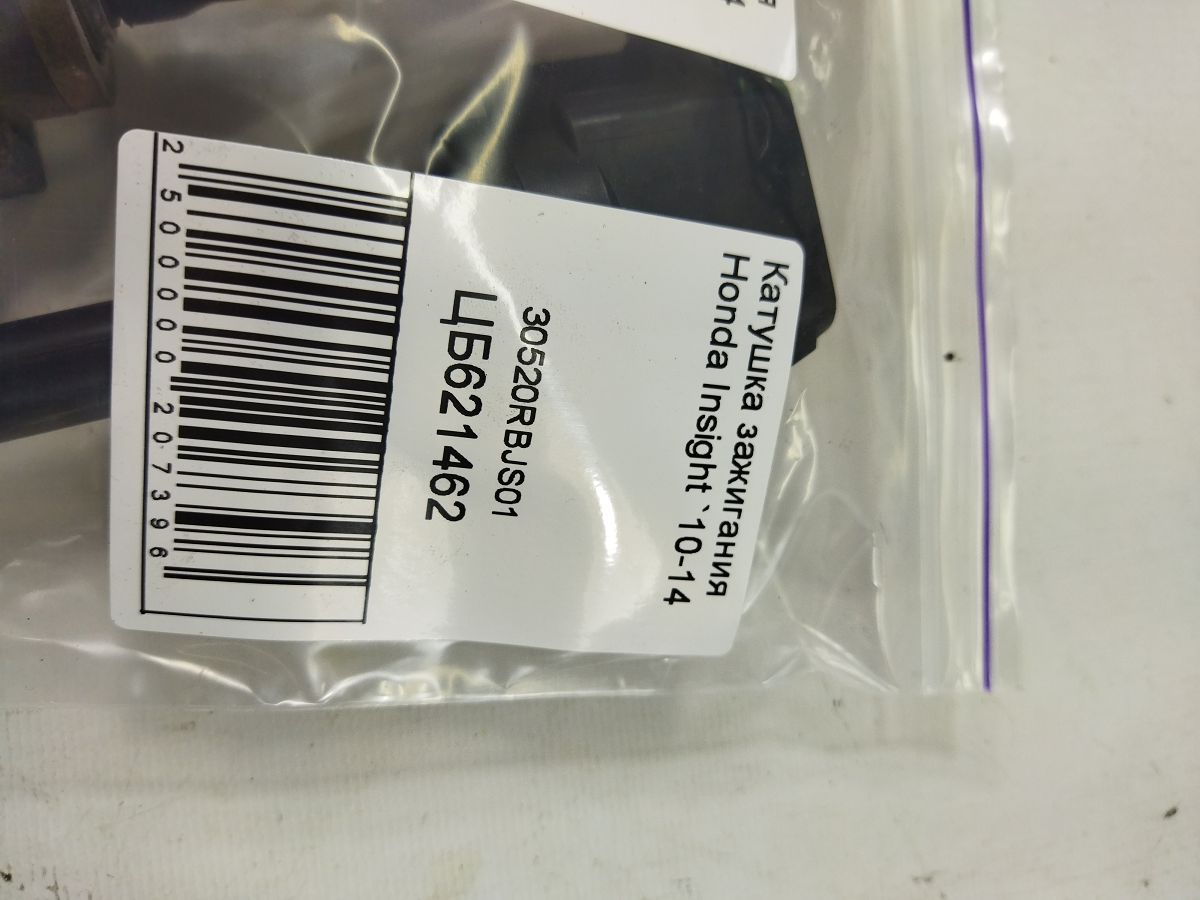 Катушка зажигания
Honda Insight `10-14
30520RBJS01
ЦБ621462
2 500000 207396